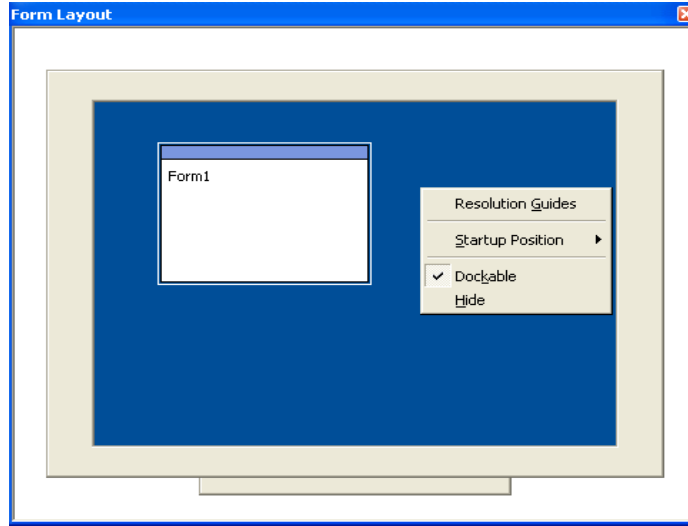 Form Layout
Form1
Resolution Guides
Startup Position
Dockable
Hide